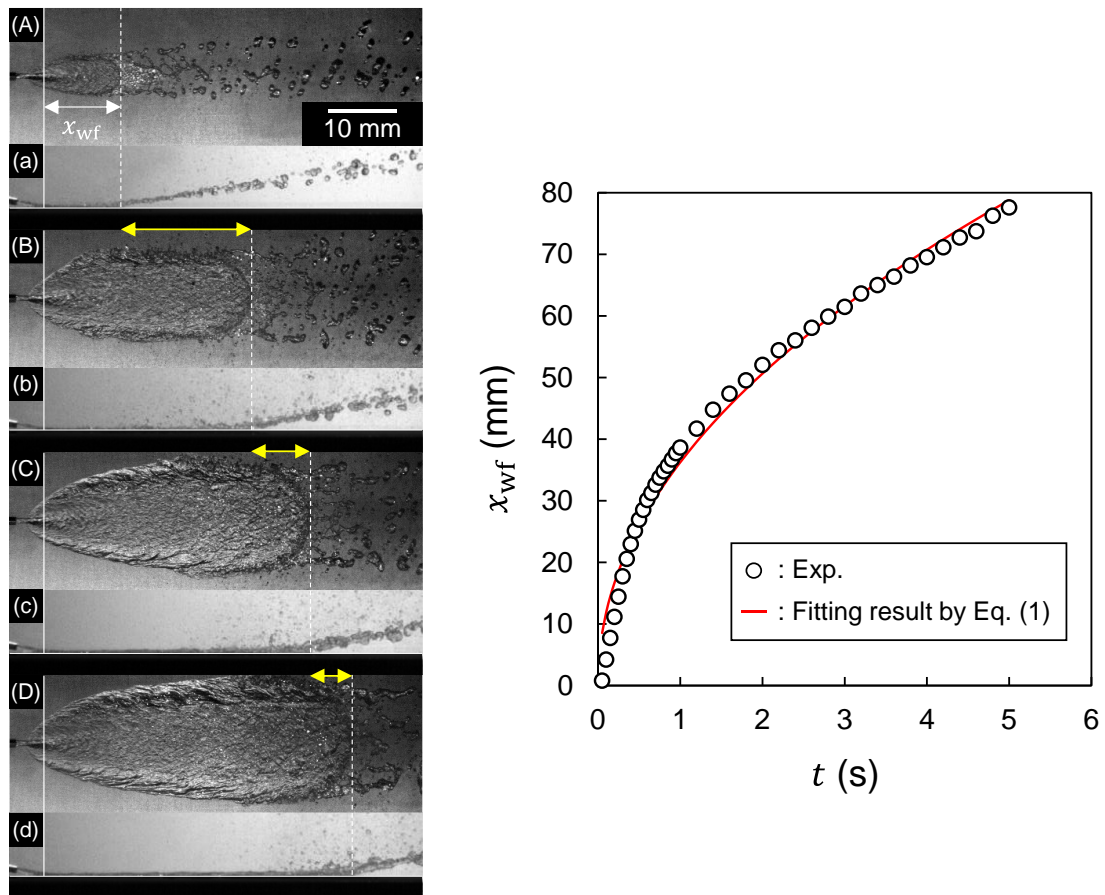 (A)
x_wf
10 mm
(a)
(B)
(b)
(C)
(c)
(D)
(d)
80
70
60
50
40
30
20
10
0
x_wf (mm)
0 1 2 3 4 5 6
t (s)
: Exp.
: Fitting result by Eq. (1)